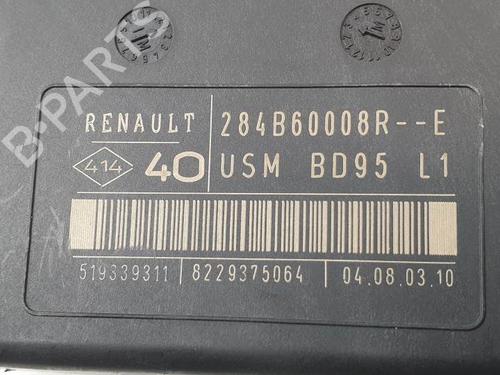 RENAULT 284B60008R--E
414 40 USM BD95 L1
519339311 8229375064 04.08.03.10
B-PARTS